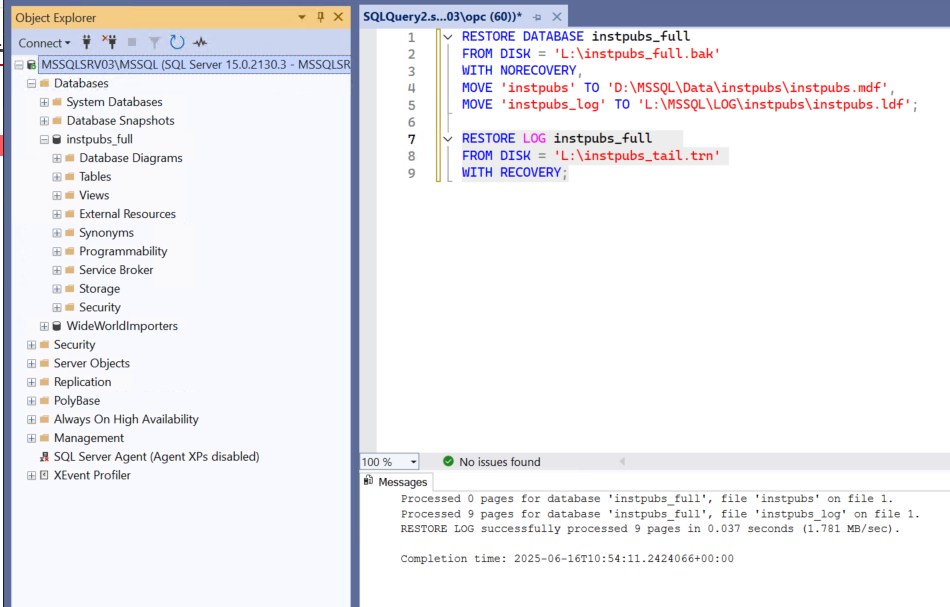 Object Explorer
Connect
MSSQLSRV03\MSSQL (SQL Server 15.0.2130.3 - MSSQLSR
Databases
System Databases
Database Snapshots
instpubs_full
Database Diagrams
Tables
Views
External Resources
Synonyms
Programmability
Service Broker
Storage
Security
WideWorldImporters
Security
Server Objects
Replication
PolyBase
Always On High Availability
Management
SQL Server Agent (Agent XPs disabled)
XEvent Profiler
SQLQuery2.s...03\opc (60))*
1 RESTORE DATABASE instpubs_full
2 FROM DISK = 'L:\instpubs_full.bak'
3 WITH NORECOVERY,
4 MOVE 'instpubs' TO 'D:\MSSQL\Data\instpubs\instpubs.mdf',
5 MOVE 'instpubs_log' TO 'L:\MSSQL\LOG\instpubs\instpubs.ldf';
6
7 RESTORE LOG instpubs_full
8 FROM DISK = 'L:\instpubs_tail.trn'
9 WITH RECOVERY;
100 %
No issues found
Messages
Processed 0 pages for database 'instpubs_full', file 'instpubs' on file 1.
Processed 9 pages for database 'instpubs_full', file 'instpubs_log' on file 1.
RESTORE LOG successfully processed 9 pages in 0.037 seconds (1.781 MB/sec).
Completion time: 2025-06-16T10:54:11.2424066+00:00